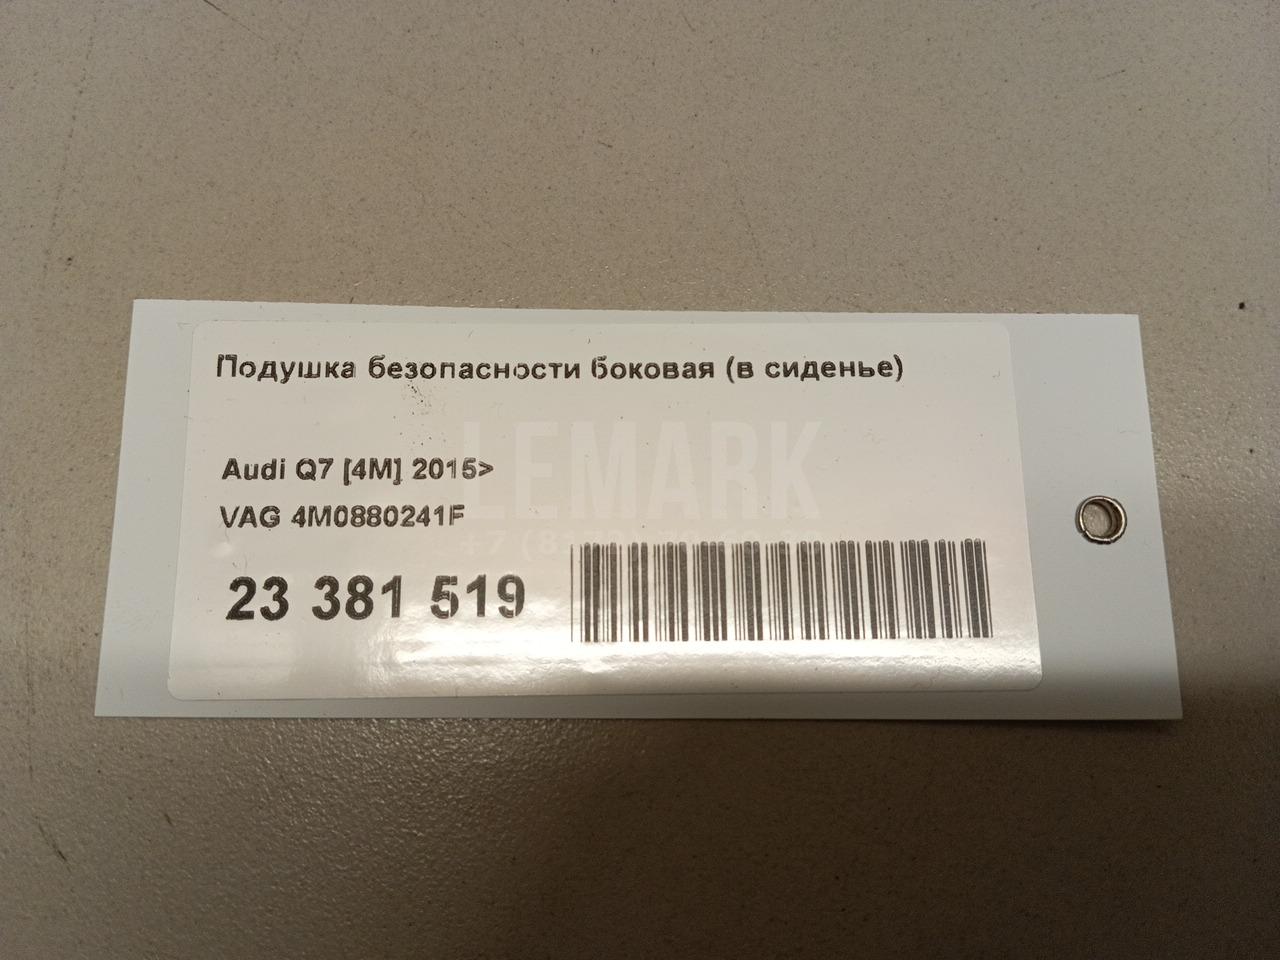 Подушка безопасности боковая (в сиденье)
LEMARK
Audi Q7 [4M] 2015>
VAG 4M0880241F
23 381 519